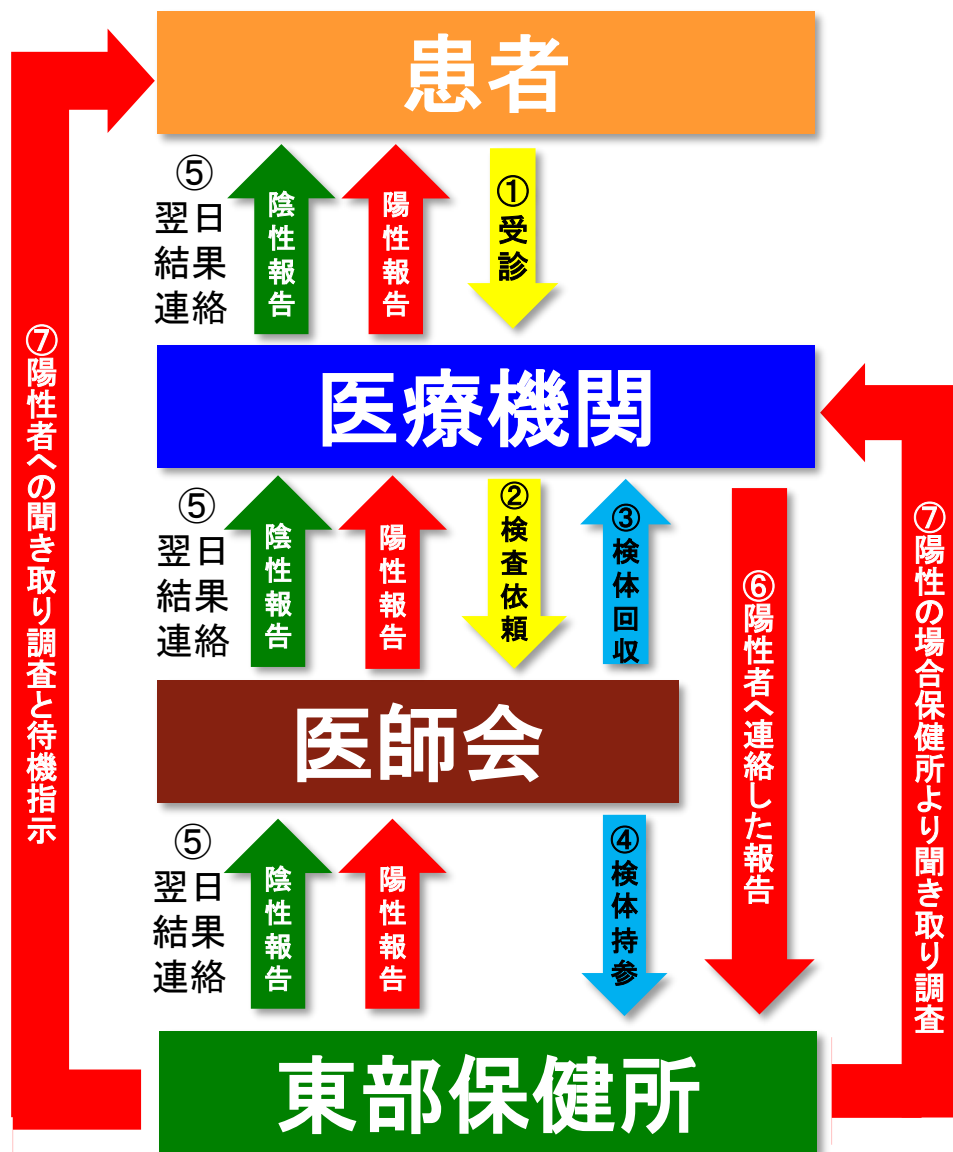 患者
⑤
翌日
結果
連絡
陰性報告
陽性報告
①受診
医療機関
⑤
翌日
結果
連絡
陰性報告
陽性報告
②検査依頼
③検体回収
⑥陽性者へ連絡した報告
医師会
⑤
翌日
結果
連絡
陰性報告
陽性報告
④検体持参
東部保健所
⑦陽性者への聞き取り調査と待機指示
⑦陽性の場合保健所より聞き取り調査